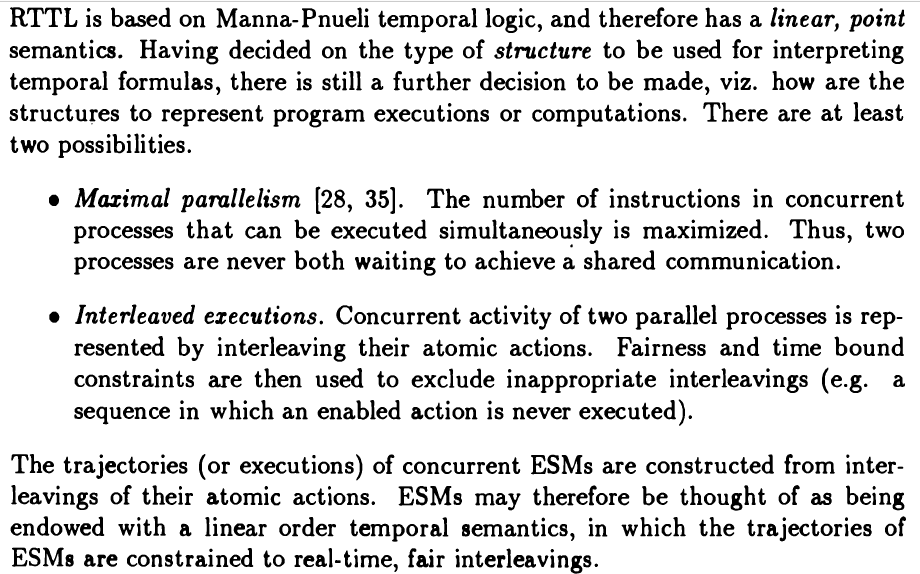 RTTL is based on Manna-Pnueli temporal logic, and therefore has a linear, point
semantics. Having decided on the type of structure to be used for interpreting
temporal formulas, there is still a further decision to be made, viz. how are the
structures to represent program executions or computations. There are at least
two possibilities.
• Maximal parallelism [28, 35]. The number of instructions in concurrent
processes that can be executed simultaneously is maximized. Thus, two
processes are never both waiting to achieve a shared communication.
• Interleaved executions. Concurrent activity of two parallel processes is rep-
resented by interleaving their atomic actions. Fairness and time bound
constraints are then used to exclude inappropriate interleavings (e.g. a
sequence in which an enabled action is never executed).
The trajectories (or executions) of concurrent ESMs are constructed from inter-
leavings of their atomic actions. ESMs may therefore be thought of as being
endowed with a linear order temporal semantics, in which the trajectories of
ESMs are constrained to real-time, fair interleavings.